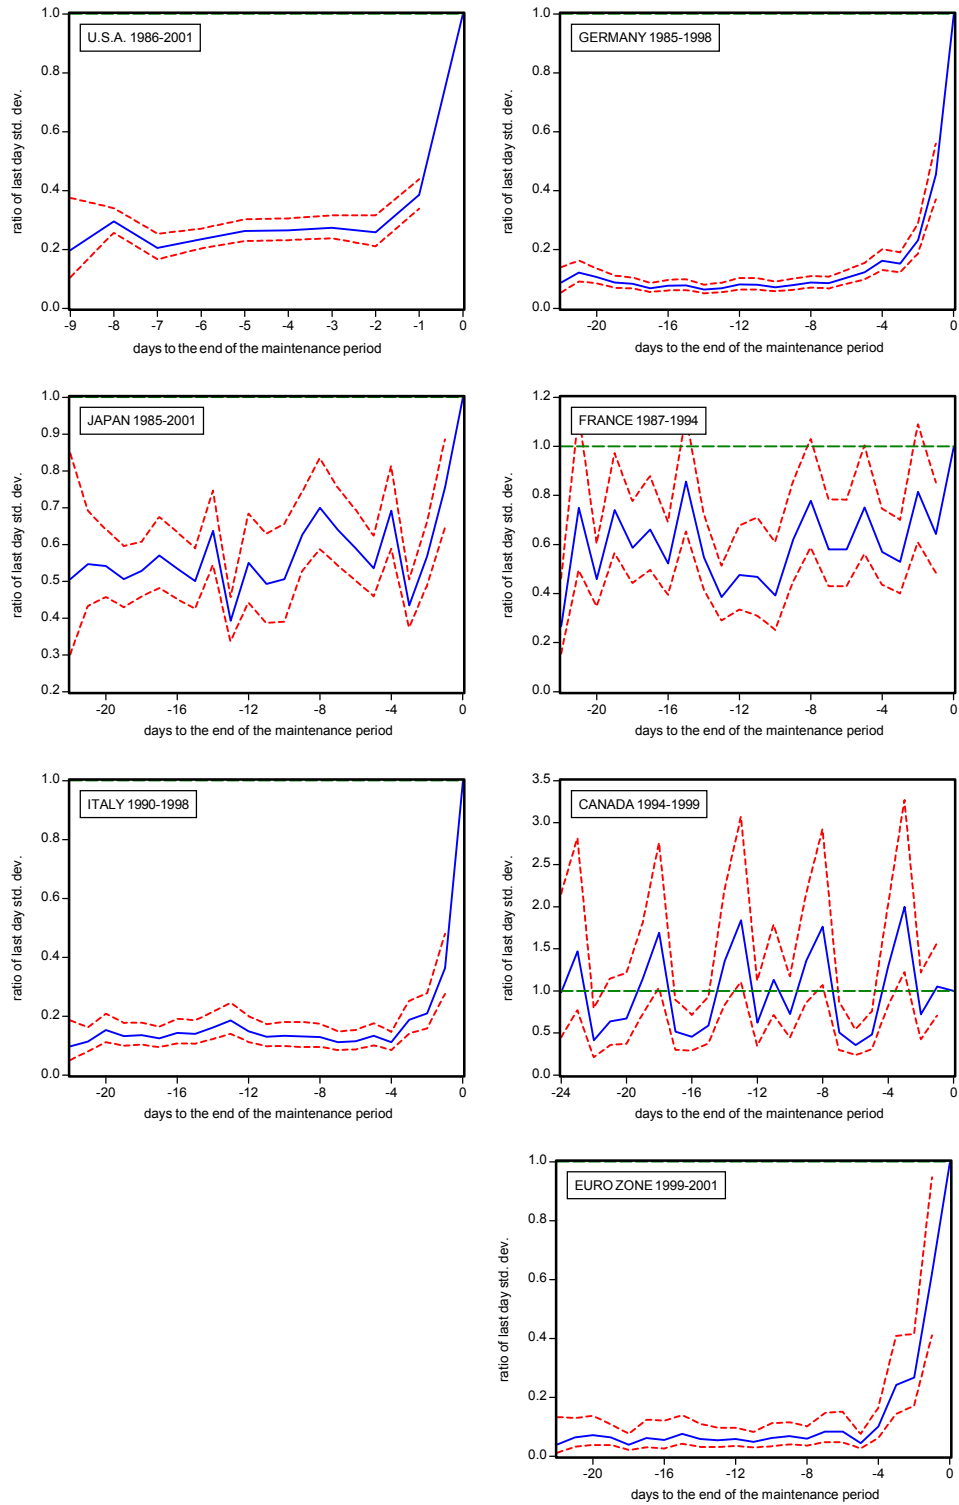 U.S.A. 1986-2001
ratio of last day std. dev.
1.0
0.8
0.6
0.4
0.2
0.0
-9 -8 -7 -6 -5 -4 -3 -2 -1 0
days to the end of the maintenance period
GERMANY 1985-1998
ratio of last day std. dev.
1.0
0.8
0.6
0.4
0.2
0.0
-20 -16 -12 -8 -4 0
days to the end of the maintenance period
JAPAN 1985-2001
ratio of last day std. dev.
1.0
0.9
0.8
0.7
0.6
0.5
0.4
0.3
0.2
-20 -16 -12 -8 -4 0
days to the end of the maintenance period
FRANCE 1987-1994
ratio of last day std. dev.
1.2
1.0
0.8
0.6
0.4
0.2
0.0
-20 -16 -12 -8 -4 0
days to the end of the maintenance period
ITALY 1990-1998
ratio of last day std. dev.
1.0
0.8
0.6
0.4
0.2
0.0
-20 -16 -12 -8 -4 0
days to the end of the maintenance period
CANADA 1994-1999
ratio of last day std. dev.
3.5
3.0
2.5
2.0
1.5
1.0
0.5
0.0
-24 -20 -16 -12 -8 -4 0
days to the end of the maintenance period
EURO ZONE 1999-2001
ratio of last day std. dev.
1.0
0.8
0.6
0.4
0.2
0.0
-20 -16 -12 -8 -4 0
days to the end of the maintenance period